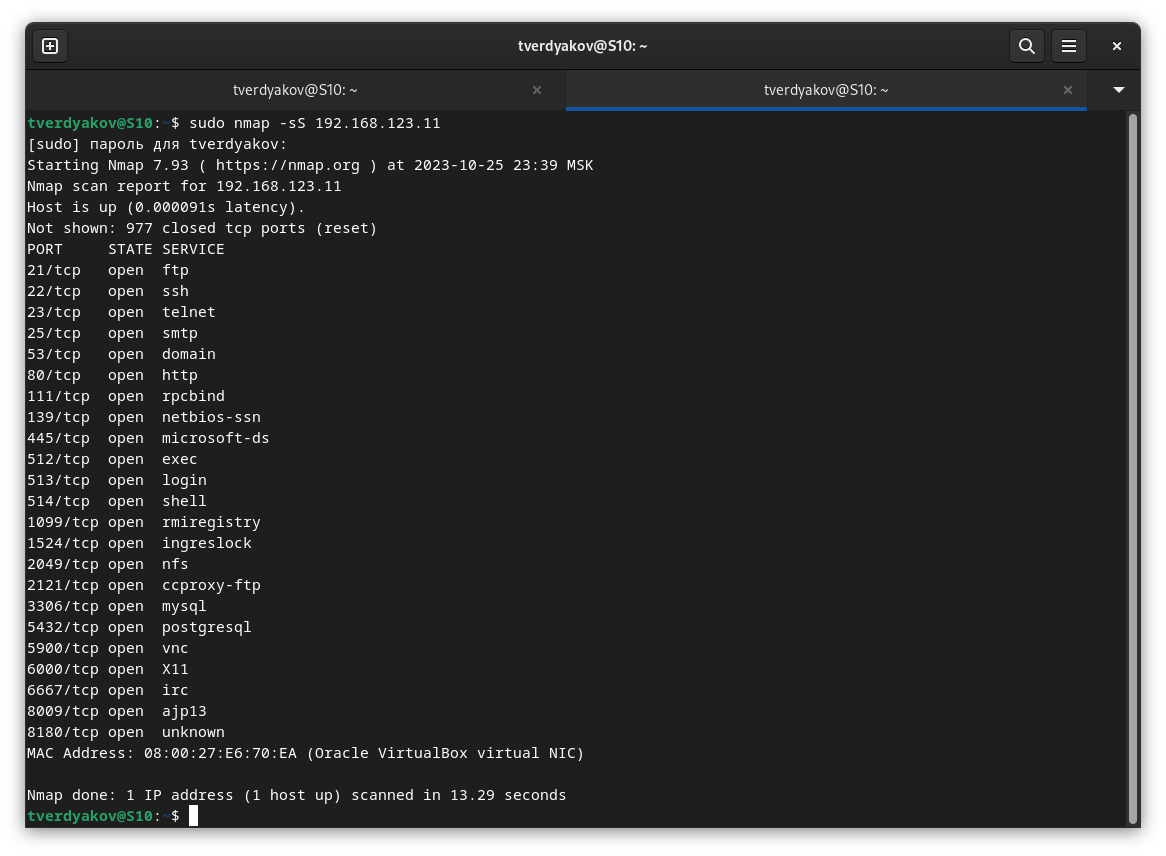 tverdyakov@S10: ~
tverdyakov@S10: ~ tverdyakov@S10: ~
tverdyakov@S10:~$ sudo nmap -sS 192.168.123.11
[sudo] пароль для tverdyakov:
Starting Nmap 7.93 ( https://nmap.org ) at 2023-10-25 23:39 MSK
Nmap scan report for 192.168.123.11
Host is up (0.000091s latency).
Not shown: 977 closed tcp ports (reset)
PORT     STATE SERVICE
21/tcp   open  ftp
22/tcp   open  ssh
23/tcp   open  telnet
25/tcp   open  smtp
53/tcp   open  domain
80/tcp   open  http
111/tcp  open  rpcbind
139/tcp  open  netbios-ssn
445/tcp  open  microsoft-ds
512/tcp  open  exec
513/tcp  open  login
514/tcp  open  shell
1099/tcp open  rmiregistry
1524/tcp open  ingreslock
2049/tcp open  nfs
2121/tcp open  ccproxy-ftp
3306/tcp open  mysql
5432/tcp open  postgresql
5900/tcp open  vnc
6000/tcp open  X11
6667/tcp open  irc
8009/tcp open  ajp13
8180/tcp open  unknown
MAC Address: 08:00:27:E6:70:EA (Oracle VirtualBox virtual NIC)
Nmap done: 1 IP address (1 host up) scanned in 13.29 seconds
tverdyakov@S10:~$